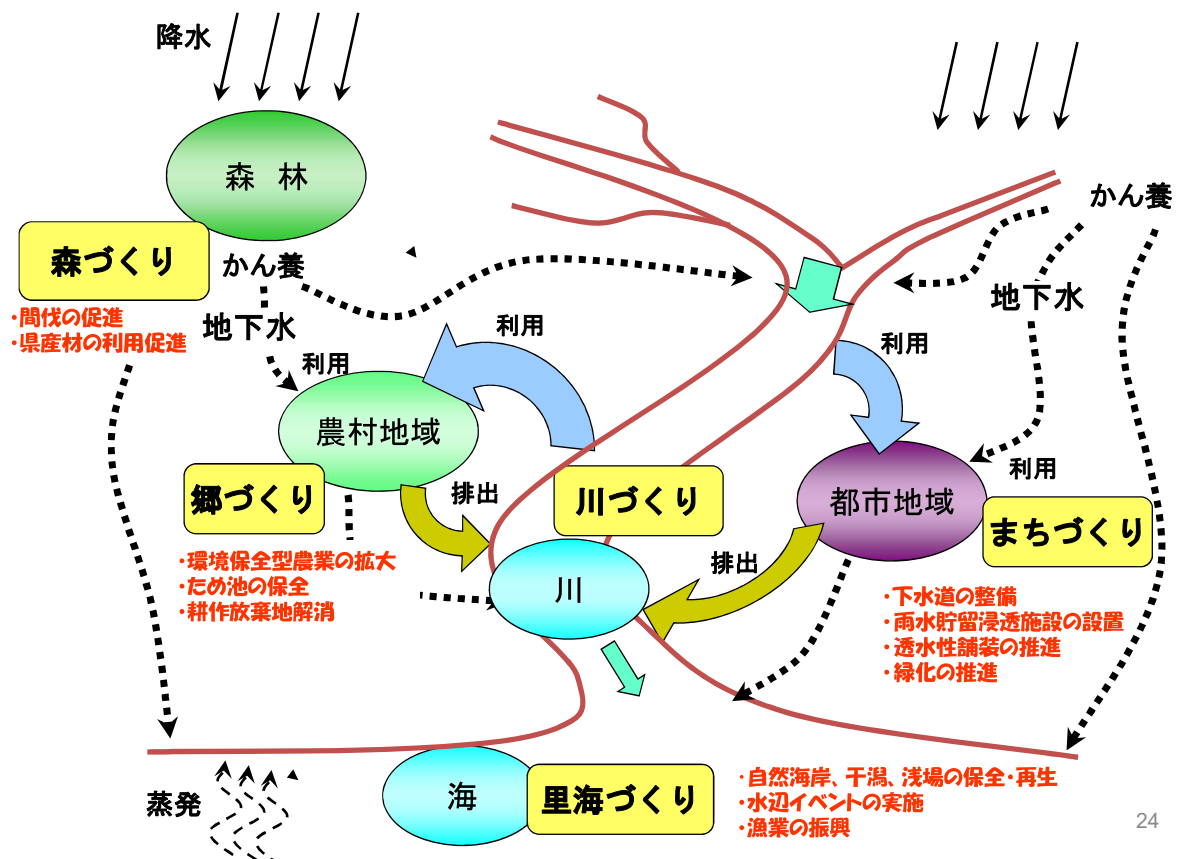 降水
森 林
かん養
森づくり
かん養
・間伐の促進
・県産材の利用促進
地下水
地下水
利用
利用
利用
農村地域
利用
都市地域
郷づくり
排出
川づくり
まちづくり
・環境保全型農業の拡大
・ため池の保全
・耕作放棄地解消
川
排出
・下水道の整備
・雨水貯留浸透施設の設置
・透水性舗装の推進
・緑化の推進
蒸発
海
里海づくり
・自然海岸、干潟、浅場の保全・再生
・水辺イベントの実施
・漁業の振興
24